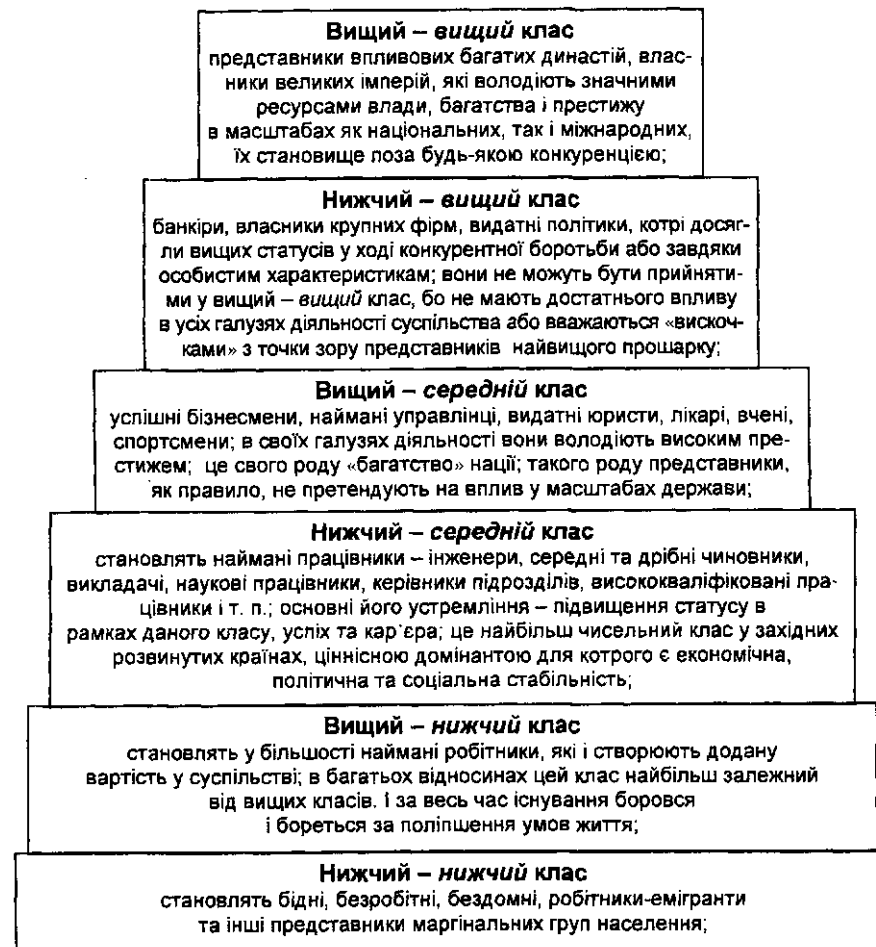 Вищий – вищий клас
представники впливових багатих династій, влас-
ники великих імперій, які володіють значними
ресурсами влади, багатства і престижу
в масштабах як національних, так і міжнародних,
їх становище поза будь-якою конкуренцією;
Нижчий – вищий клас
банкіри, власники крупних фірм, видатні політики, котрі досяг-
ли вищих статусів у ході конкурентної боротьби або завдяки
особистим характеристикам; вони не можуть бути прийняти-
ми у вищий – вищий клас, бо не мають достатнього впливу
в усіх галузях діяльності суспільства або вважаються «вискоч-
ками» з точки зору представників найвищого прошарку;
Вищий – середній клас
успішні бізнесмени, наймані управлінці, видатні юристи, лікарі, вчені,
спортсмени; в своїх галузях діяльності вони володіють високим пре-
стижем; це свого роду «багатство» нації; такого роду представники,
як правило, не претендують на вплив у масштабах держави;
Нижчий – середній клас
становлять наймані працівники – інженери, середні та дрібні чиновники,
викладачі, наукові працівники, керівники підрозділів, висококваліфіковані пра-
цівники і т. п.; основні його устремління – підвищення статусу в
рамках даного класу, успіх та кар'єра; це найбільш чисельний клас у західних
розвинутих країнах, ціннісною домінантою для котрого є економічна,
політична та соціальна стабільність;
Вищий – нижчий клас
становлять у більшості наймані робітники, які і створюють додану
вартість у суспільстві; в багатьох відносинах цей клас найбільш залежний
від вищих класів. І за весь час існування боровся
і бореться за поліпшення умов життя;
Нижчий – нижчий клас
становлять бідні, безробітні, бездомні, робітники-емігранти
та інші представники маргінальних груп населення;